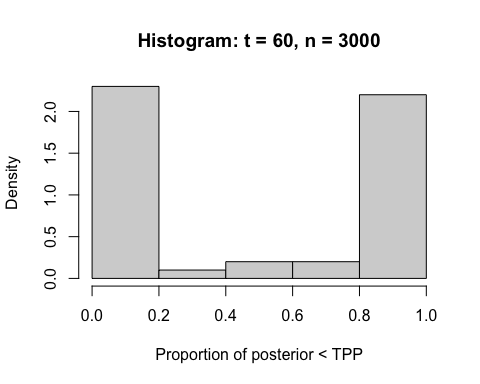 Histogram: t = 60, n = 3000
Density
2.0
1.5
1.0
0.5
0.0
0.0 0.2 0.4 0.6 0.8 1.0
Proportion of posterior < TPP